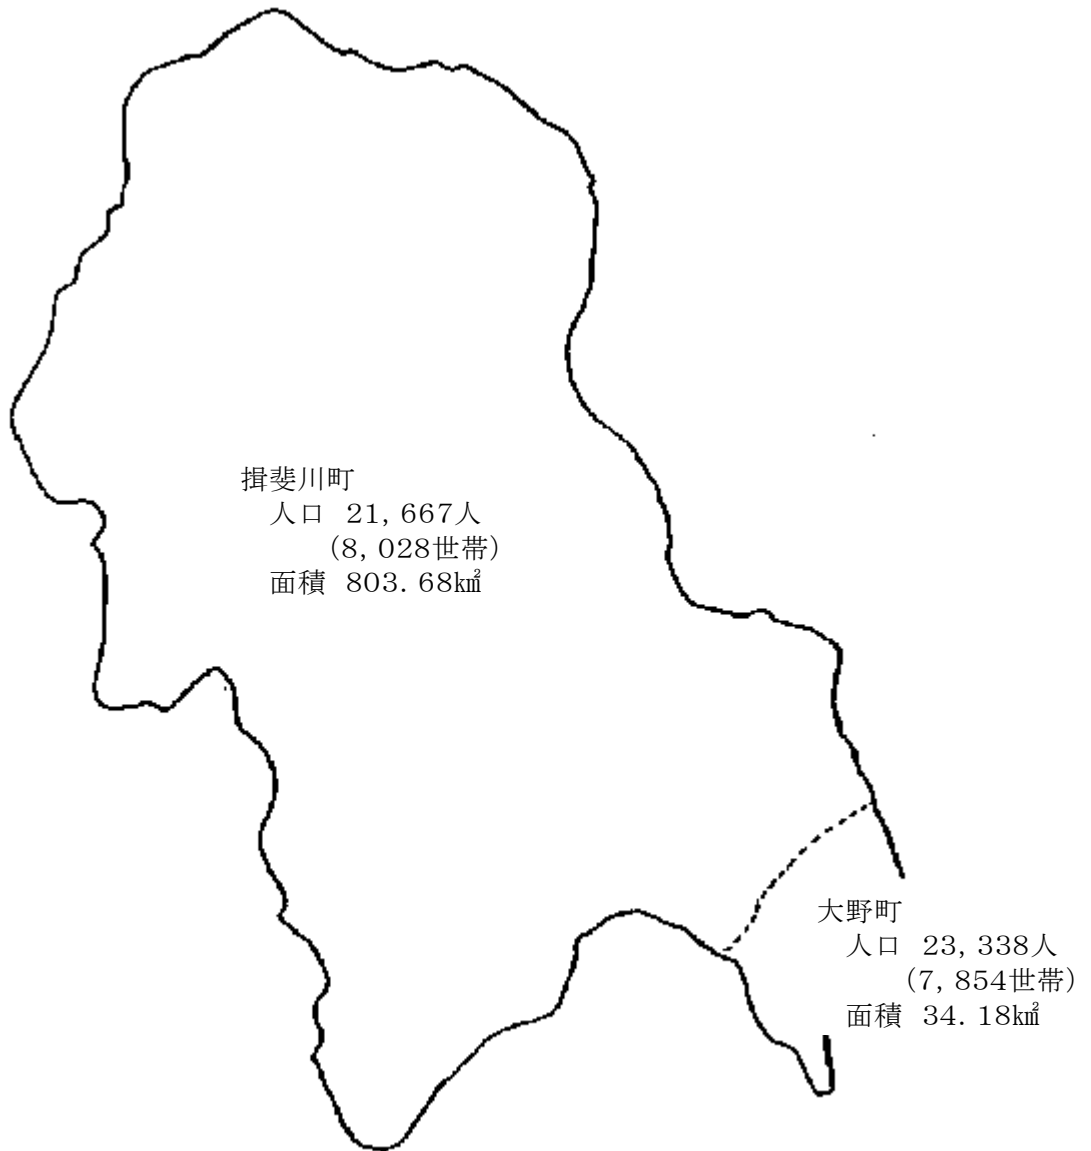 揖斐川町
人口 21,667人
(8,028世帯)
面積 803.68㎢
大野町
人口 23,338人
(7,854世帯)
面積 34.18㎢